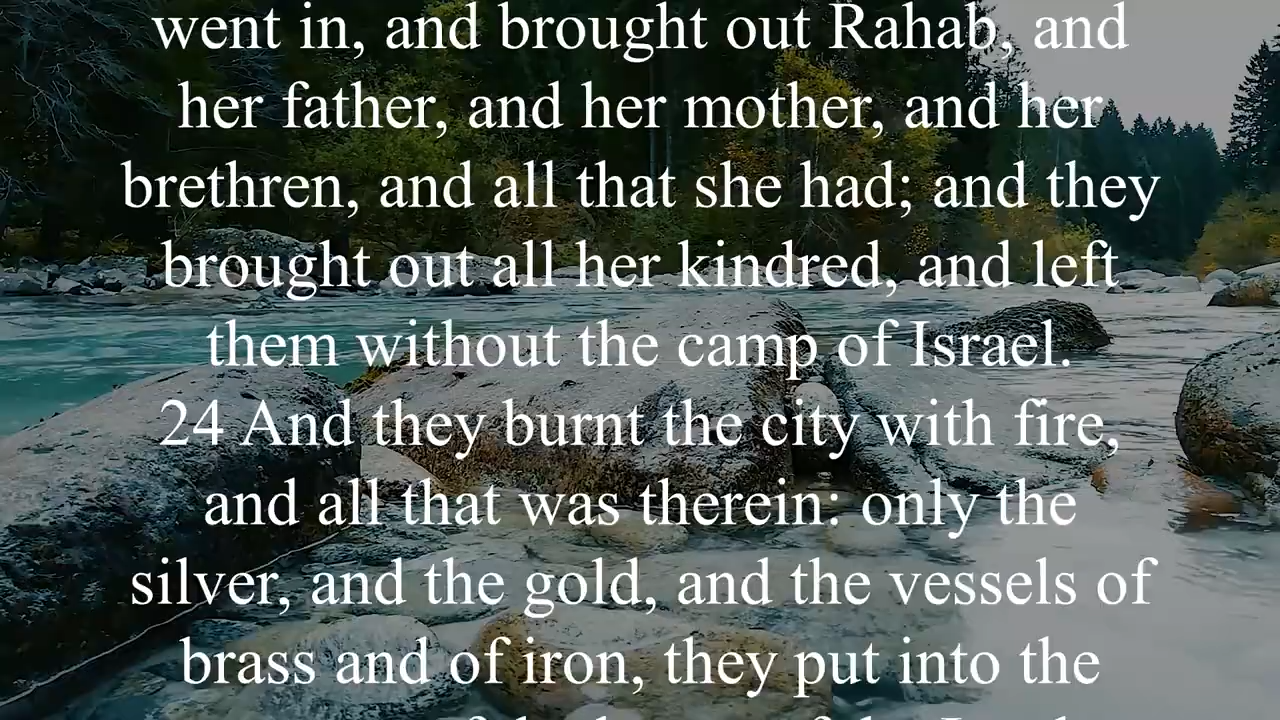 went in, and brought out Rahab, and
her father, and her mother, and her
brethren, and all that she had; and they
brought out all her kindred, and left
them without the camp of Israel.
24 And they burnt the city with fire,
and all that was therein: only the
silver, and the gold, and the vessels of
brass and of iron, they put into the